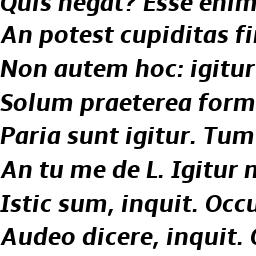 Quis negat? Esse enim
An potest cupiditas fi
Non autem hoc: igitur
Solum praeterea form
Paria sunt igitur. Tum
An tu me de L. Igitur
Istic sum, inquit. Occu
Audeo dicere, inquit.